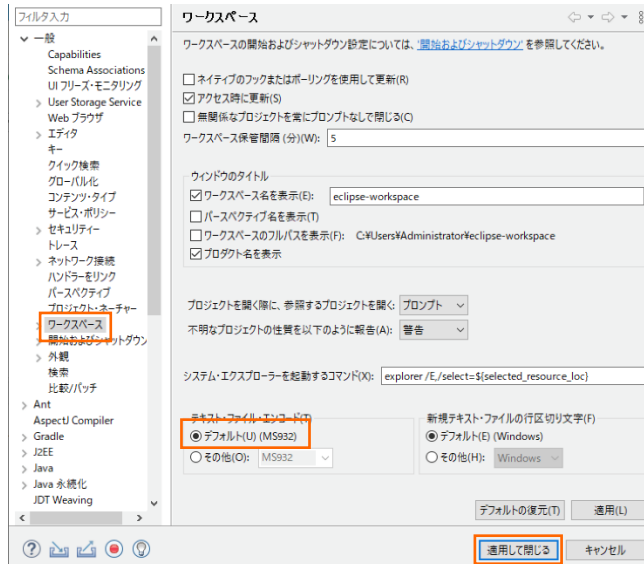 フィルタ入力
一般
Capabilities
Schema Associations
UI フリーズ・モニタリング
User Storage Service
Web ブラウザ
エディタ
キー
クイック検索
グローバル化
コンテンツ・タイプ
サービス・ポリシー
セキュリティー
トレース
ネットワーク接続
ハンドラーをリンク
パースペクティブ
プロジェクト・ネーチャー
ワークスペース
開始およびシャットダウン
外観
検索
比較/パッチ
Ant
AspectJ Compiler
Gradle
J2EE
Java
Java 永続化
JDT Weaving
ワークスペース
ワークスペースの開始およびシャットダウン設定については、'開始およびシャットダウン' を参照してください。
ネイティブのフックまたはポーリングを使用して更新(R)
アクセス時に更新(S)
無関係なプロジェクトを常にプロンプトなしで閉じる(C)
ワークスペース保管間隔 (分)(W): 5
ウィンドウのタイトル
ワークスペース名を表示(E): eclipse-workspace
パースペクティブ名を表示(T)
ワークスペースのフルパスを表示(F): C:¥Users¥Administrator¥eclipse-workspace
プロダクト名を表示
プロジェクトを開く際に、参照するプロジェクトを開く: プロンプト
不明なプロジェクトの性質を以下のように報告(A): 警告
システム・エクスプローラーを起動するコマンド(X): explorer /E,/select=${selected_resource_loc}
テキスト・ファイル・エンコード(T)
デフォルト(U) (MS932)
その他(O): MS932
新規テキスト・ファイルの行区切り文字(F)
デフォルト(E) (Windows)
その他(H): Windows
デフォルトの復元(T) 適用(L)
適用して閉じる キャンセル